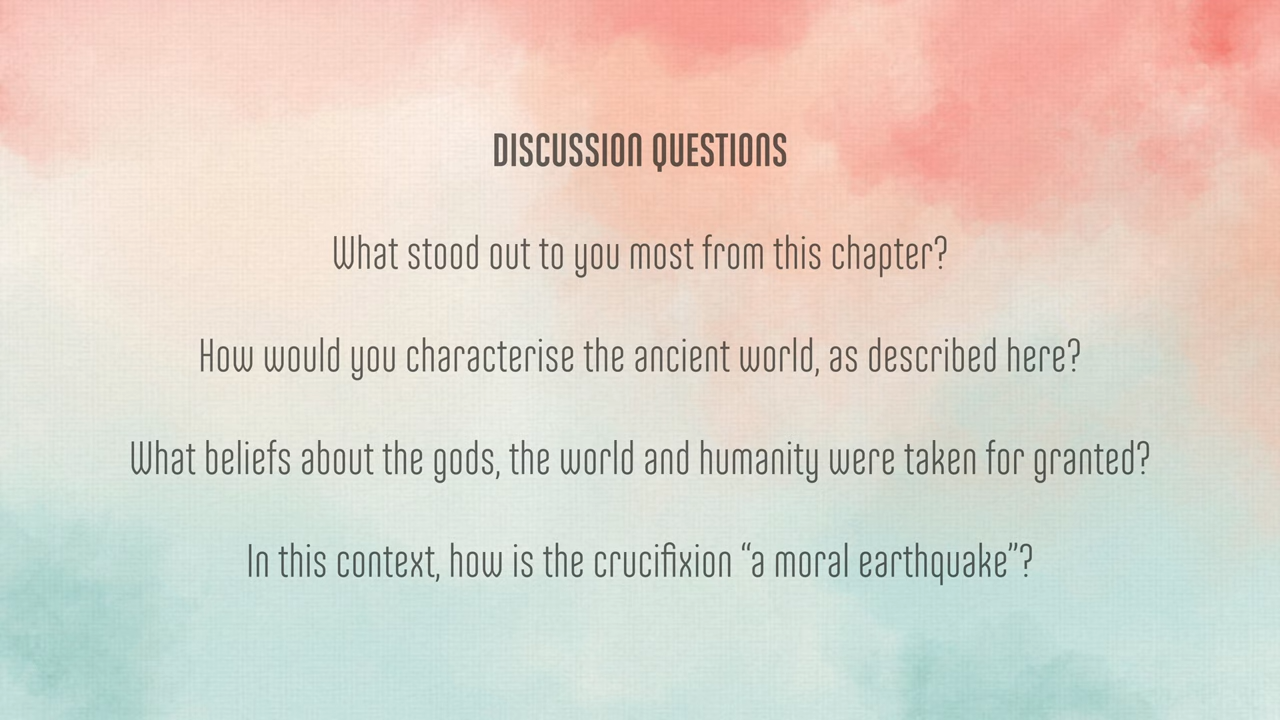 DISCUSSION QUESTIONS
What stood out to you most from this chapter?
How would you characterise the ancient world, as described here?
What beliefs about the gods, the world and humanity were taken for granted?
In this context, how is the crucifixion “a moral earthquake”?